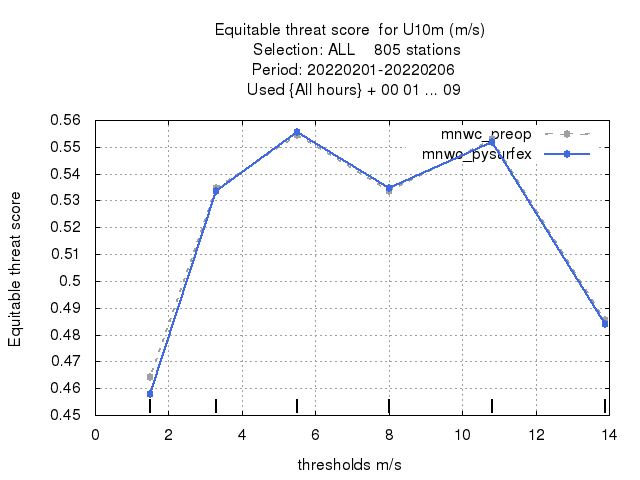 Equitable threat score  for U10m (m/s)
Selection: ALL    805 stations
Period: 20220201-20220206
Used {All hours} + 00 01 ... 09
mnwc_preop
mnwc_pysurfex
Equitable threat score
0.56
0.55
0.54
0.53
0.52
0.51
0.5
0.49
0.48
0.47
0.46
0.45
0 2 4 6 8 10 12 14
thresholds m/s